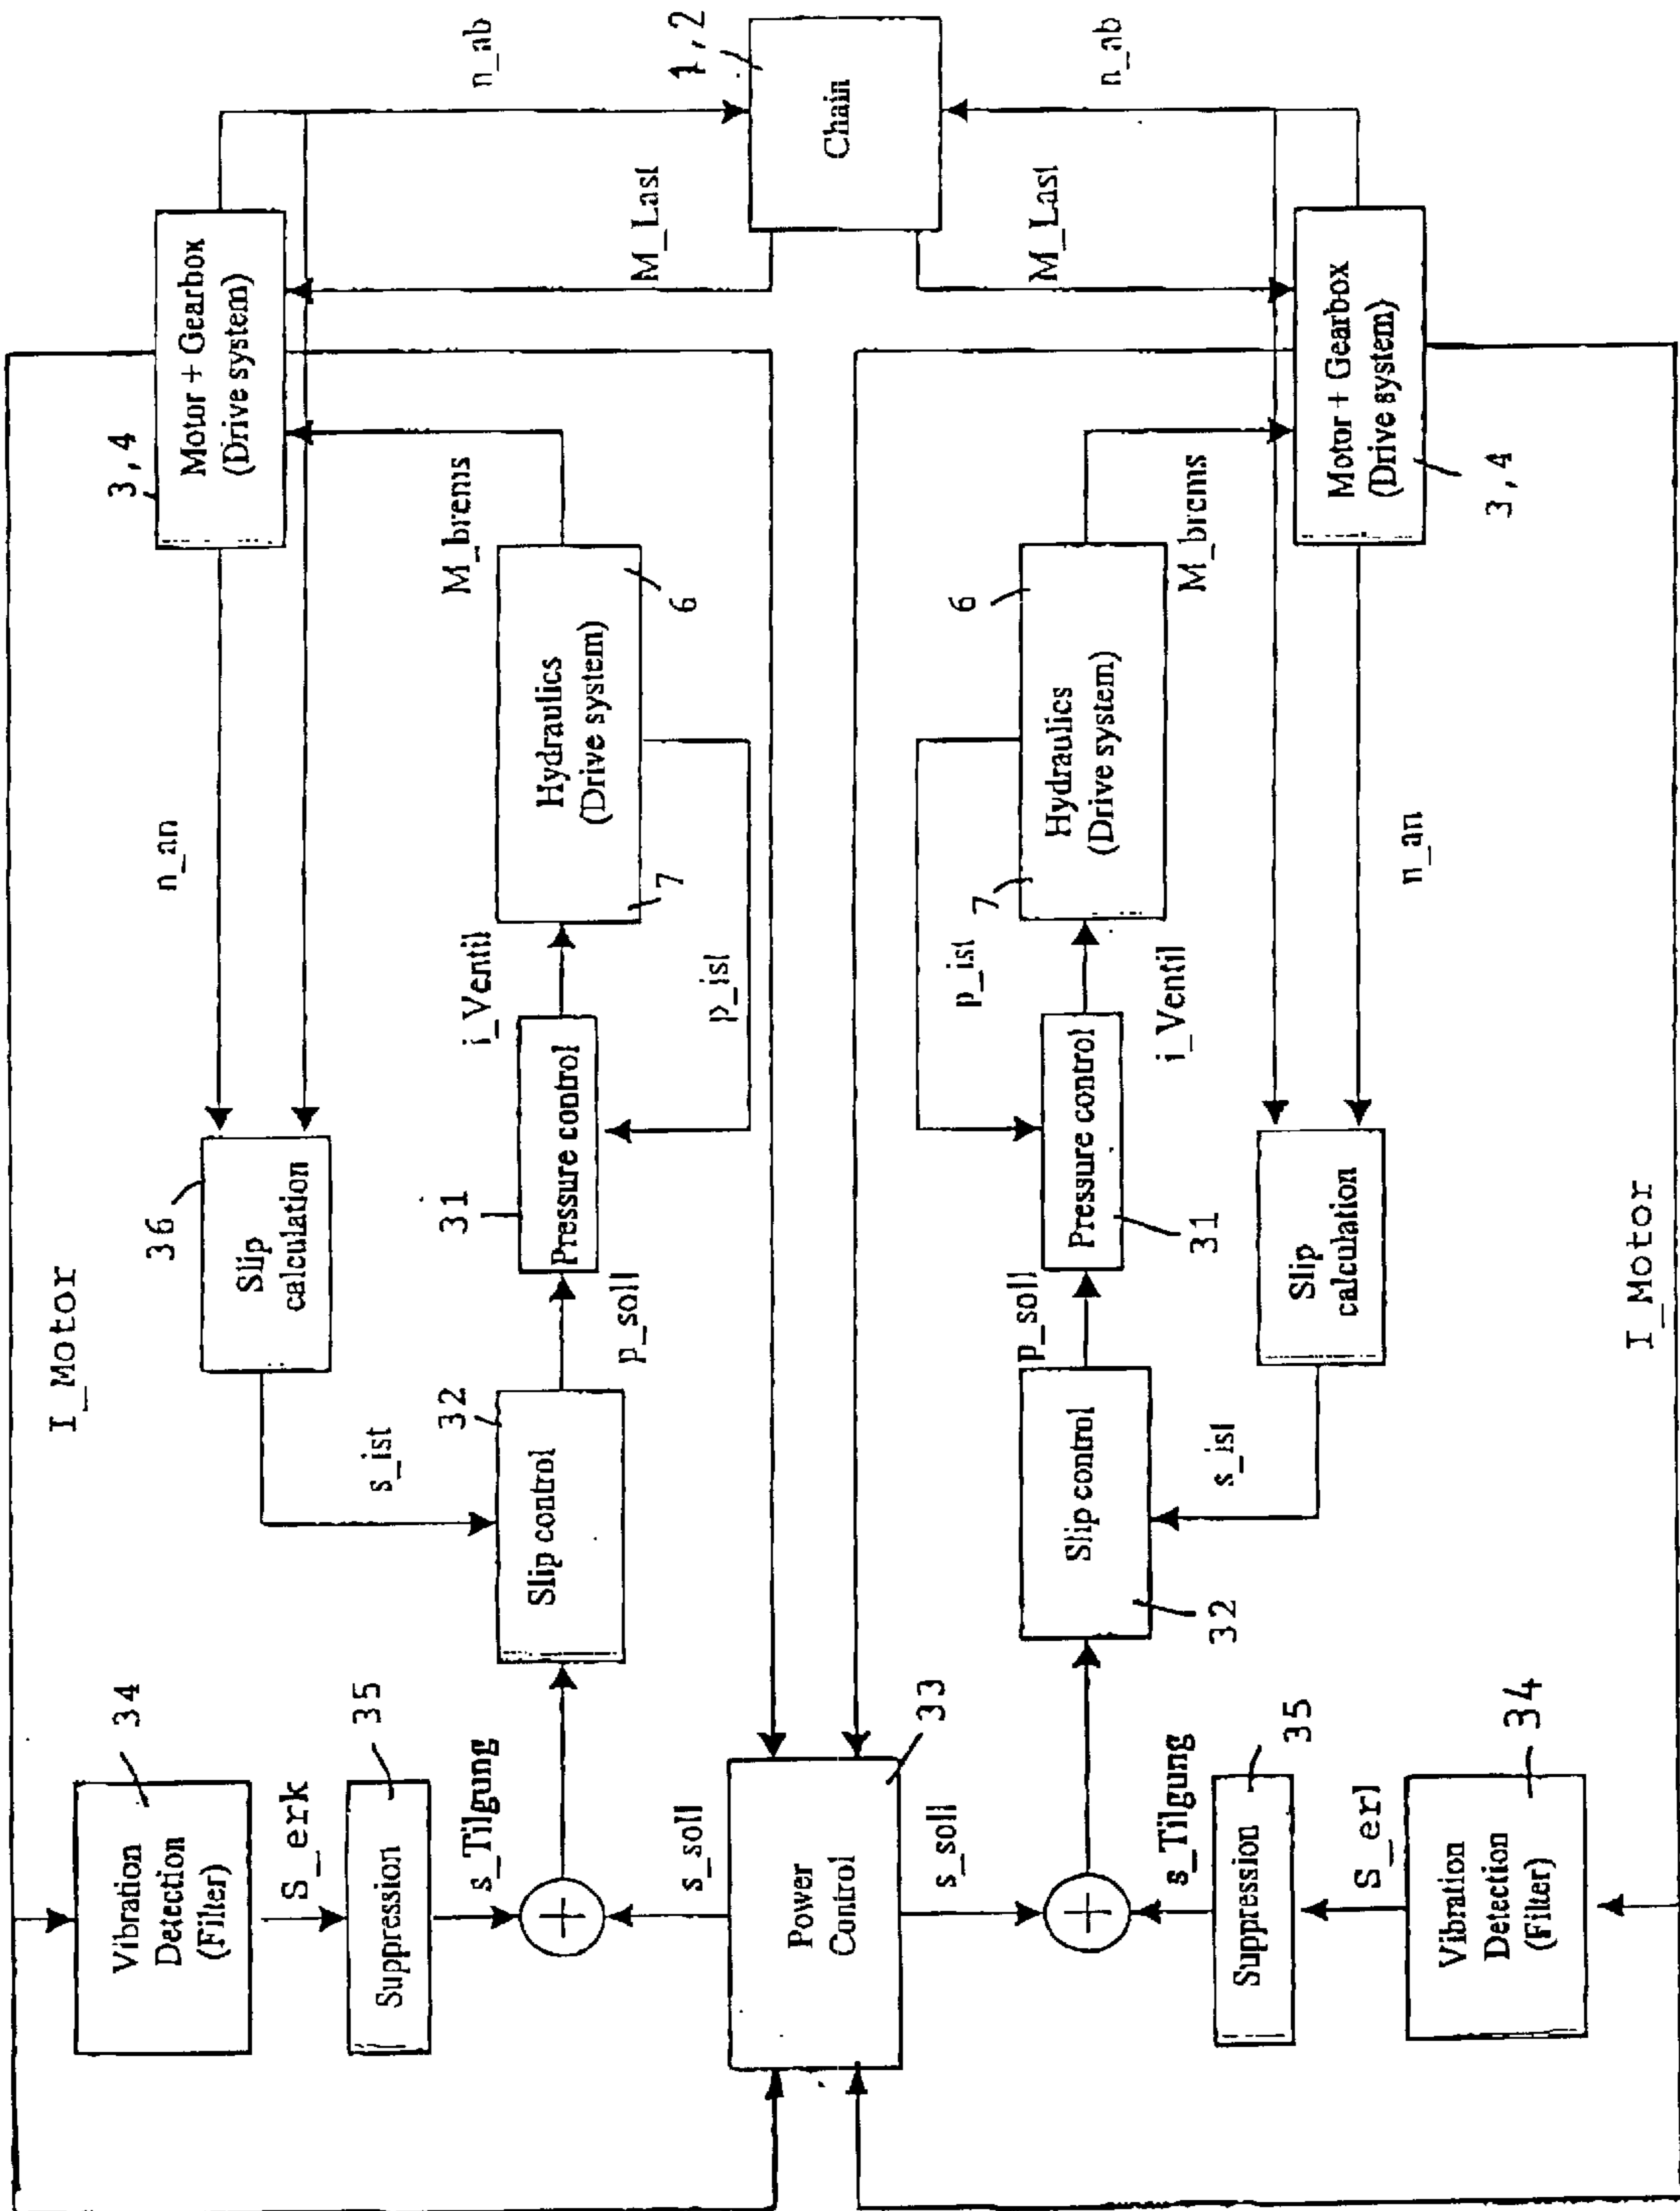 I_Motor
34
Vibration
Detection
(Filter)
S_erk
35
Suppression
s_Tilgung
s_soll
36
Slip
calculation
s_ist
32
Slip control
p_soll
31
Pressure control
i_Ventil
p_ist
7
Hydraulics
(Drive system)
6
M_brems
n_an
3,4
Motor + Gearbox
(Drive system)
n_ab
M_Last
1,2
Chain
33
Power
Control
s_soll
s_Tilgung
35
Suppression
S_erl
34
Vibration
Detection
(Filter)
32
Slip control
s_ist
Slip
calculation
p_soll
31
Pressure control
i_Ventil
p_ist
7
Hydraulics
(Drive system)
6
M_brems
n_an
3,4
Motor + Gearbox
(Drive system)
n_ab
M_Last
I_Motor